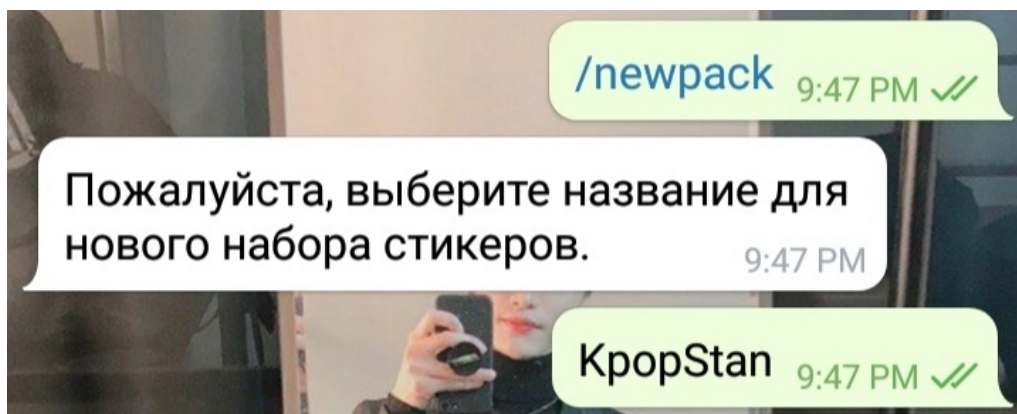 /newpack 9:47 PM
Пожалуйста, выберите название для
нового набора стикеров. 9:47 PM
KpopStan 9:47 PM